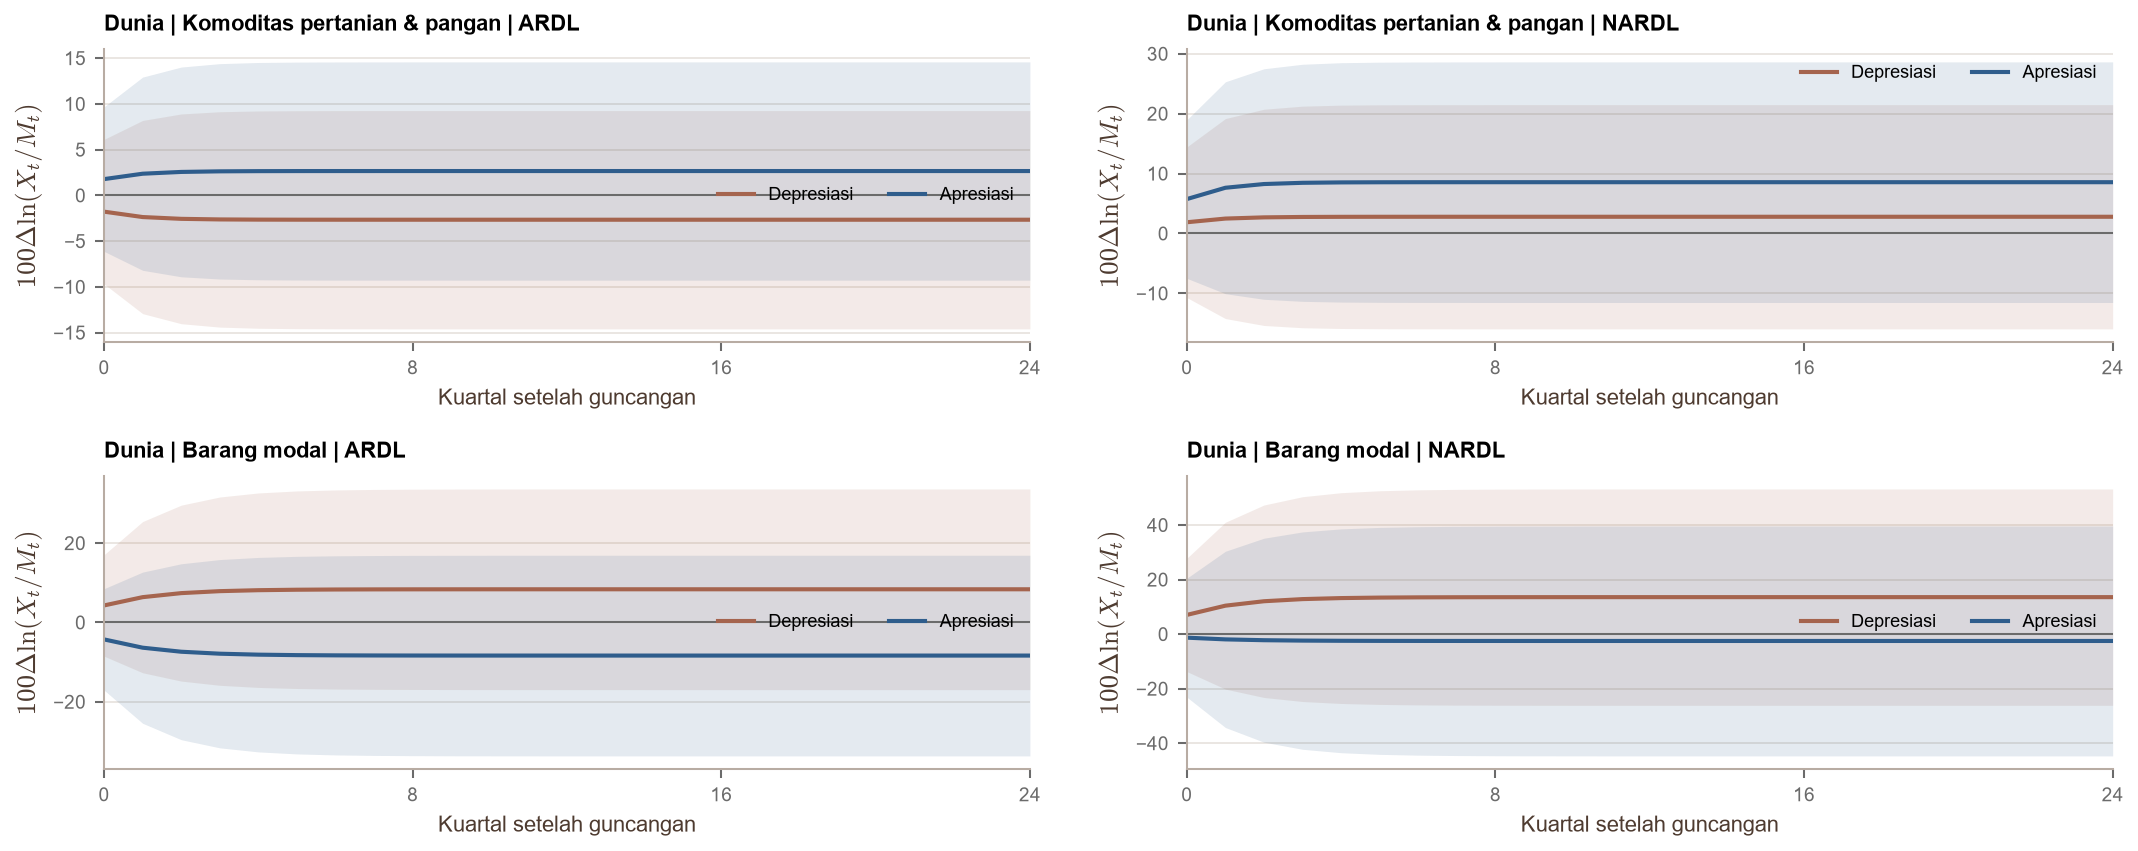 Dunia | Komoditas pertanian & pangan | ARDL
15
10
5
0
−5
−10
−15
100Δln(X_t/M_t)
Depresiasi Apresiasi
0 8 16 24
Kuartal setelah guncangan
Dunia | Komoditas pertanian & pangan | NARDL
30
20
10
0
−10
100Δln(X_t/M_t)
Depresiasi Apresiasi
0 8 16 24
Kuartal setelah guncangan
Dunia | Barang modal | ARDL
20
0
−20
100Δln(X_t/M_t)
Depresiasi Apresiasi
0 8 16 24
Kuartal setelah guncangan
Dunia | Barang modal | NARDL
40
20
0
−20
−40
100Δln(X_t/M_t)
Depresiasi Apresiasi
0 8 16 24
Kuartal setelah guncangan